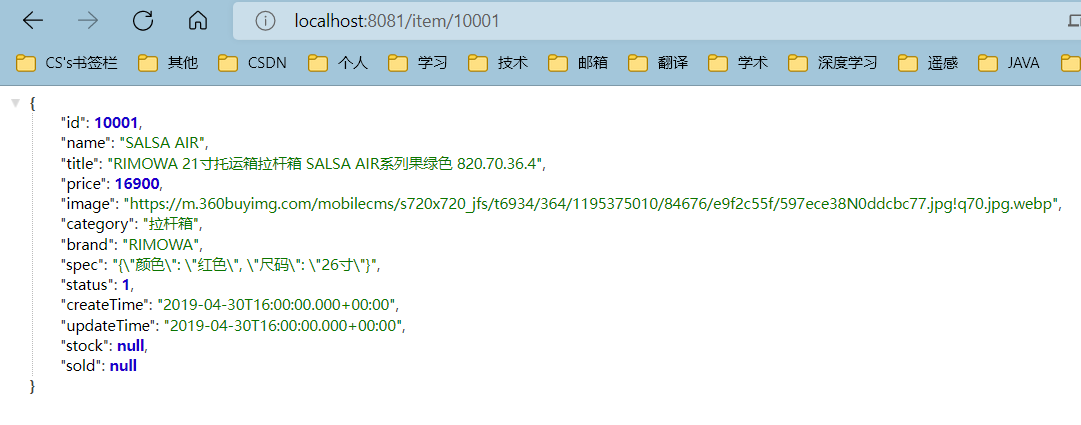 localhost:8081/item/10001
CS's书签栏 其他 CSDN 个人 学习 技术 邮箱 翻译 学术 深度学习 遥感 JAVA
{
"id": 10001,
"name": "SALSA AIR",
"title": "RIMOWA 21寸托运箱拉杆箱 SALSA AIR系列果绿色 820.70.36.4",
"price": 16900,
"image": "https://m.360buyimg.com/mobilecms/s720x720_jfs/t6934/364/1195375010/84676/e9f2c55f/597ece38N0ddcbc77.jpg!q70.jpg.webp",
"category": "拉杆箱",
"brand": "RIMOWA",
"spec": "{\"颜色\": \"红色\", \"尺码\": \"26寸\"}",
"status": 1,
"createTime": "2019-04-30T16:00:00.000+00:00",
"updateTime": "2019-04-30T16:00:00.000+00:00",
"stock": null,
"sold": null
}